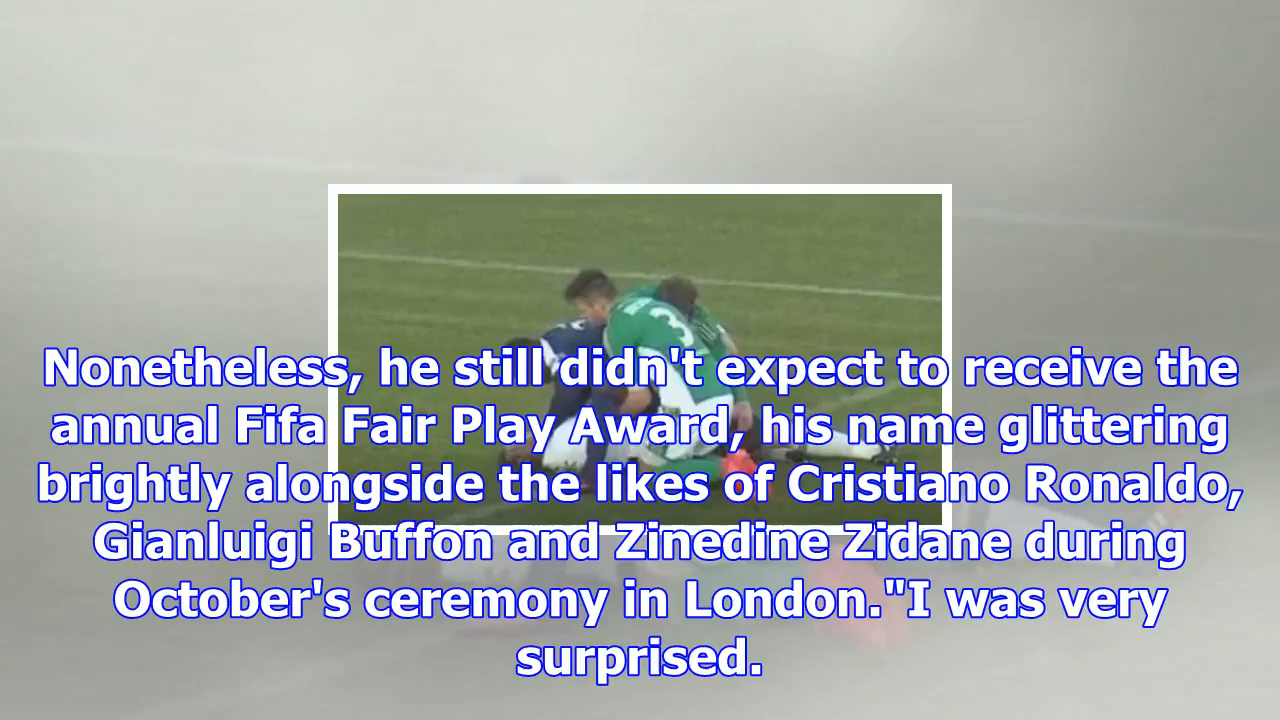 3
Nonetheless, he still didn't expect to receive the
annual Fifa Fair Play Award, his name glittering
brightly alongside the likes of Cristiano Ronaldo,
Gianluigi Buffon and Zinedine Zidane during
October's ceremony in London."I was very
surprised.